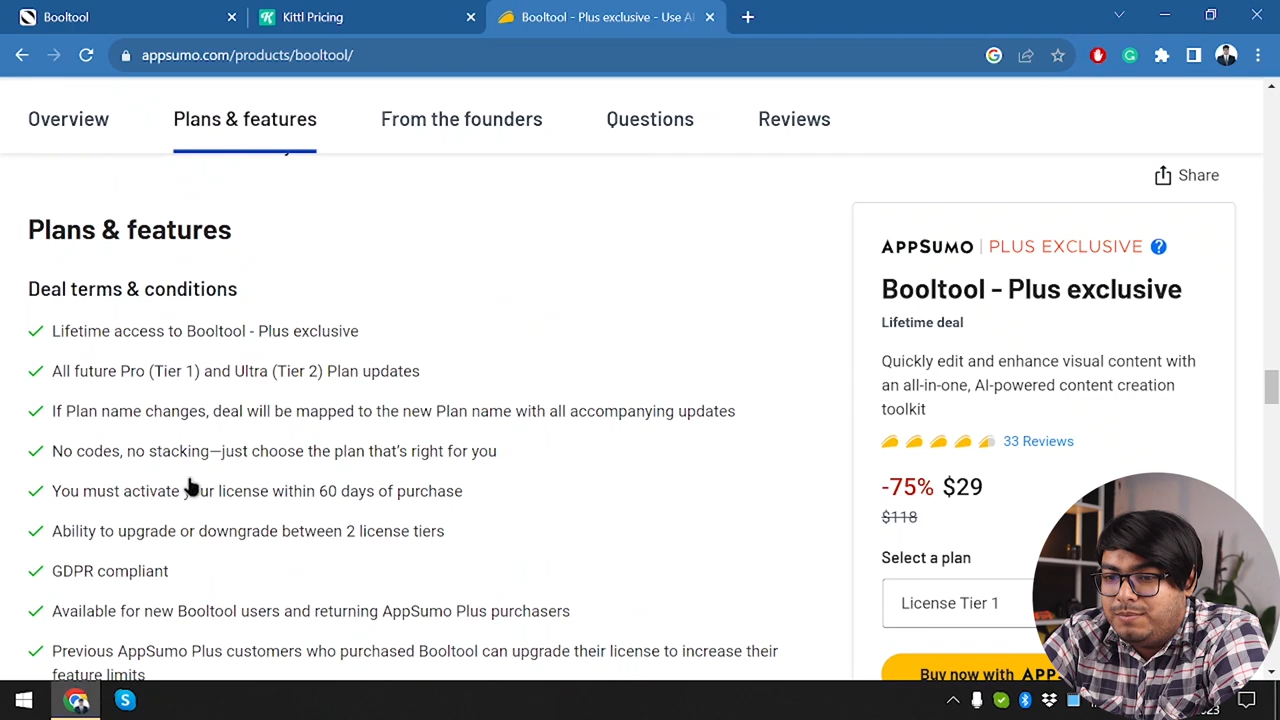 Booltool
Kittl Pricing
Booltool - Plus exclusive - Use AI
appsumo.com/products/booltool/
Overview
Plans & features
From the founders
Questions
Reviews
Share
Plans & features
Deal terms & conditions
Lifetime access to Booltool - Plus exclusive
All future Pro (Tier 1) and Ultra (Tier 2) Plan updates
If Plan name changes, deal will be mapped to the new Plan name with all accompanying updates
No codes, no stacking—just choose the plan that's right for you
You must activate your license within 60 days of purchase
Ability to upgrade or downgrade between 2 license tiers
GDPR compliant
Available for new Booltool users and returning AppSumo Plus purchasers
Previous AppSumo Plus customers who purchased Booltool can upgrade their license to increase their
feature limits
APPSUMO | PLUS EXCLUSIVE ?
Booltool - Plus exclusive
Lifetime deal
Quickly edit and enhance visual content with
an all-in-one, AI-powered content creation
toolkit
33 Reviews
-75% $29
$118
Select a plan
License Tier 1
Buy now with